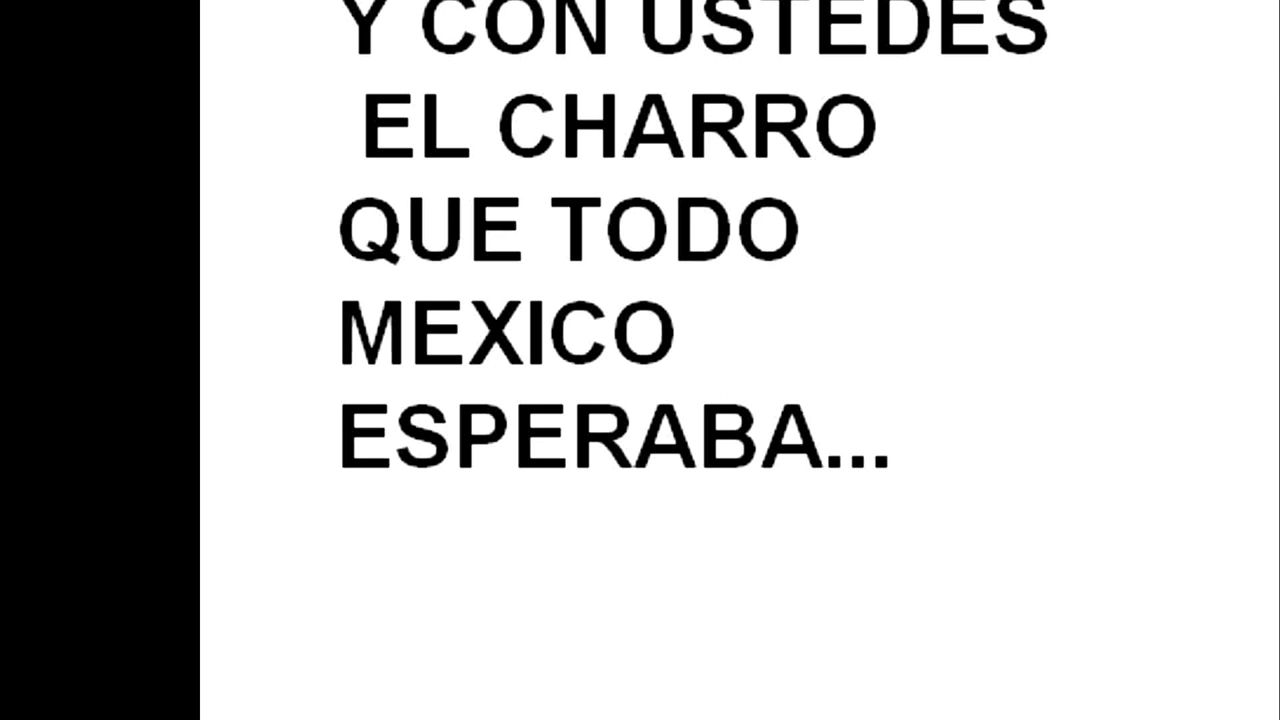 Y CON USTEDES
EL CHARRO
QUE TODO
MEXICO
ESPERABA...